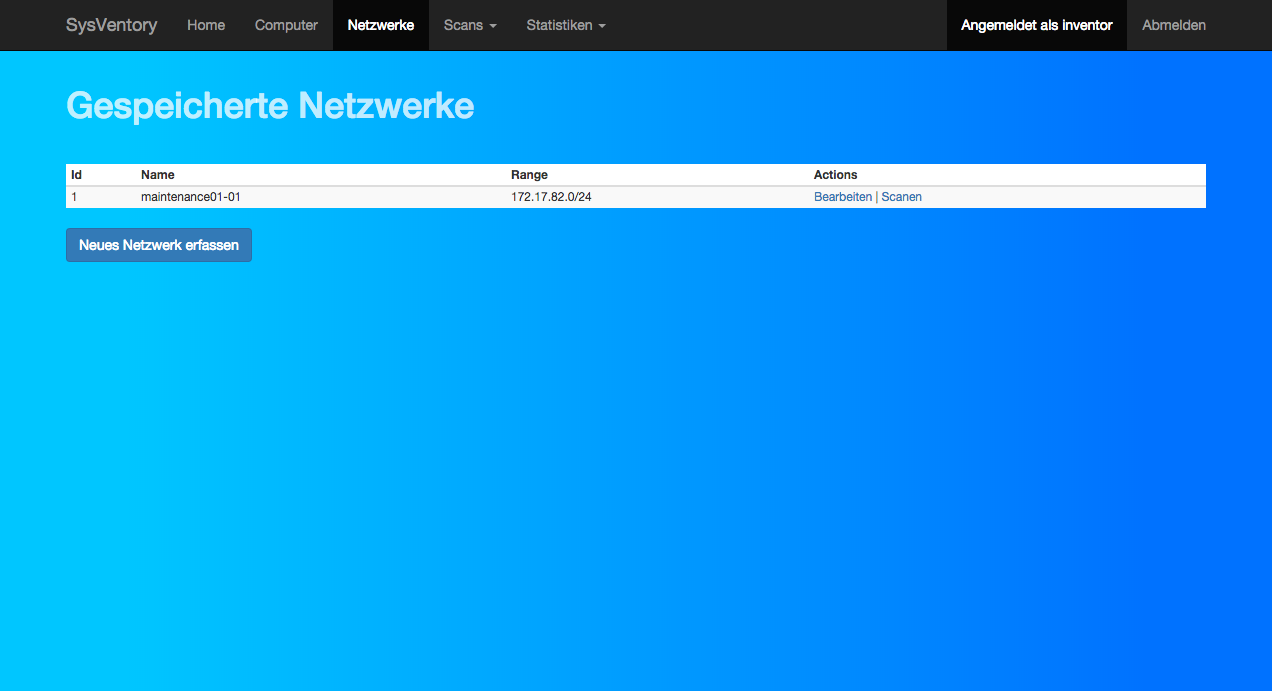 SysVentory Home Computer Netzwerke Scans Statistiken Angemeldet als inventor Abmelden
Gespeicherte Netzwerke
Id Name Range Actions
1 maintenance01-01 172.17.82.0/24 Bearbeiten | Scanen
Neues Netzwerk erfassen